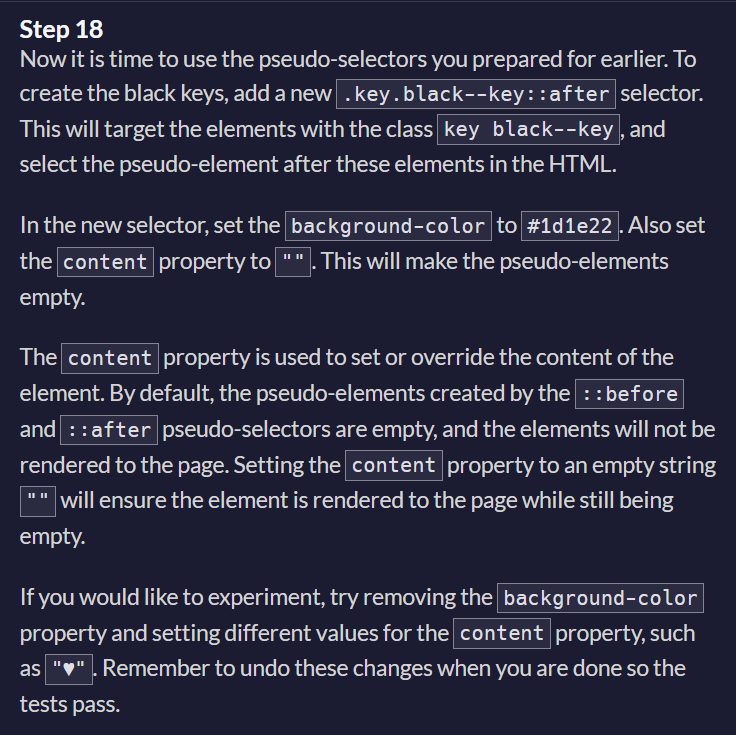 Step 18
Now it is time to use the pseudo-selectors you prepared for earlier. To
create the black keys, add a new .key.black--key::after selector.
This will target the elements with the class key black--key, and
select the pseudo-element after these elements in the HTML.
In the new selector, set the background-color to #1d1e22. Also set
the content property to "". This will make the pseudo-elements
empty.
The content property is used to set or override the content of the
element. By default, the pseudo-elements created by the ::before
and ::after pseudo-selectors are empty, and the elements will not be
rendered to the page. Setting the content property to an empty string
"" will ensure the element is rendered to the page while still being
empty.
If you would like to experiment, try removing the background-color
property and setting different values for the content property, such
as "♥". Remember to undo these changes when you are done so the
tests pass.